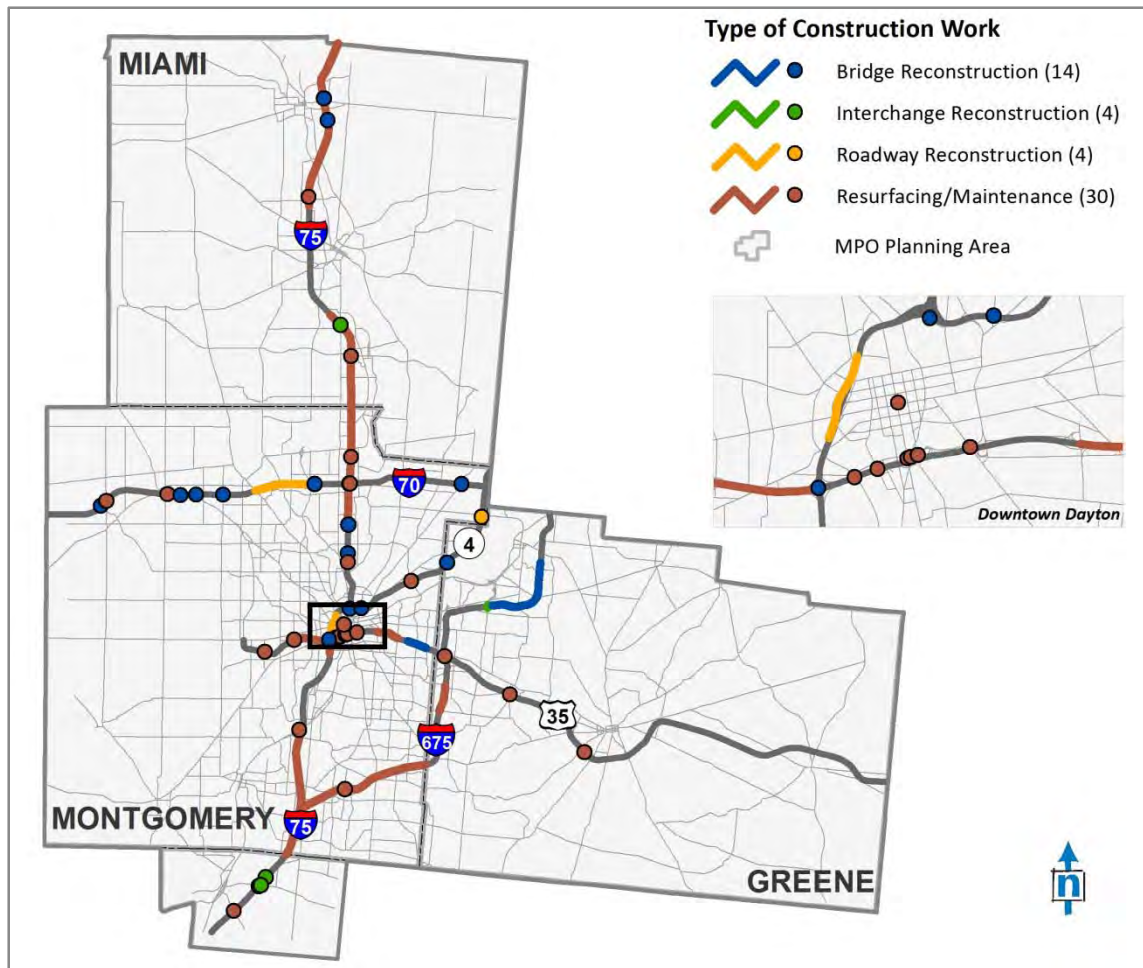 Type of Construction Work
Bridge Reconstruction (14)
Interchange Reconstruction (4)
Roadway Reconstruction (4)
Resurfacing/Maintenance (30)
MPO Planning Area
MIAMI
75
70
4
Downtown Dayton
35
675
MONTGOMERY
75
GREENE
n